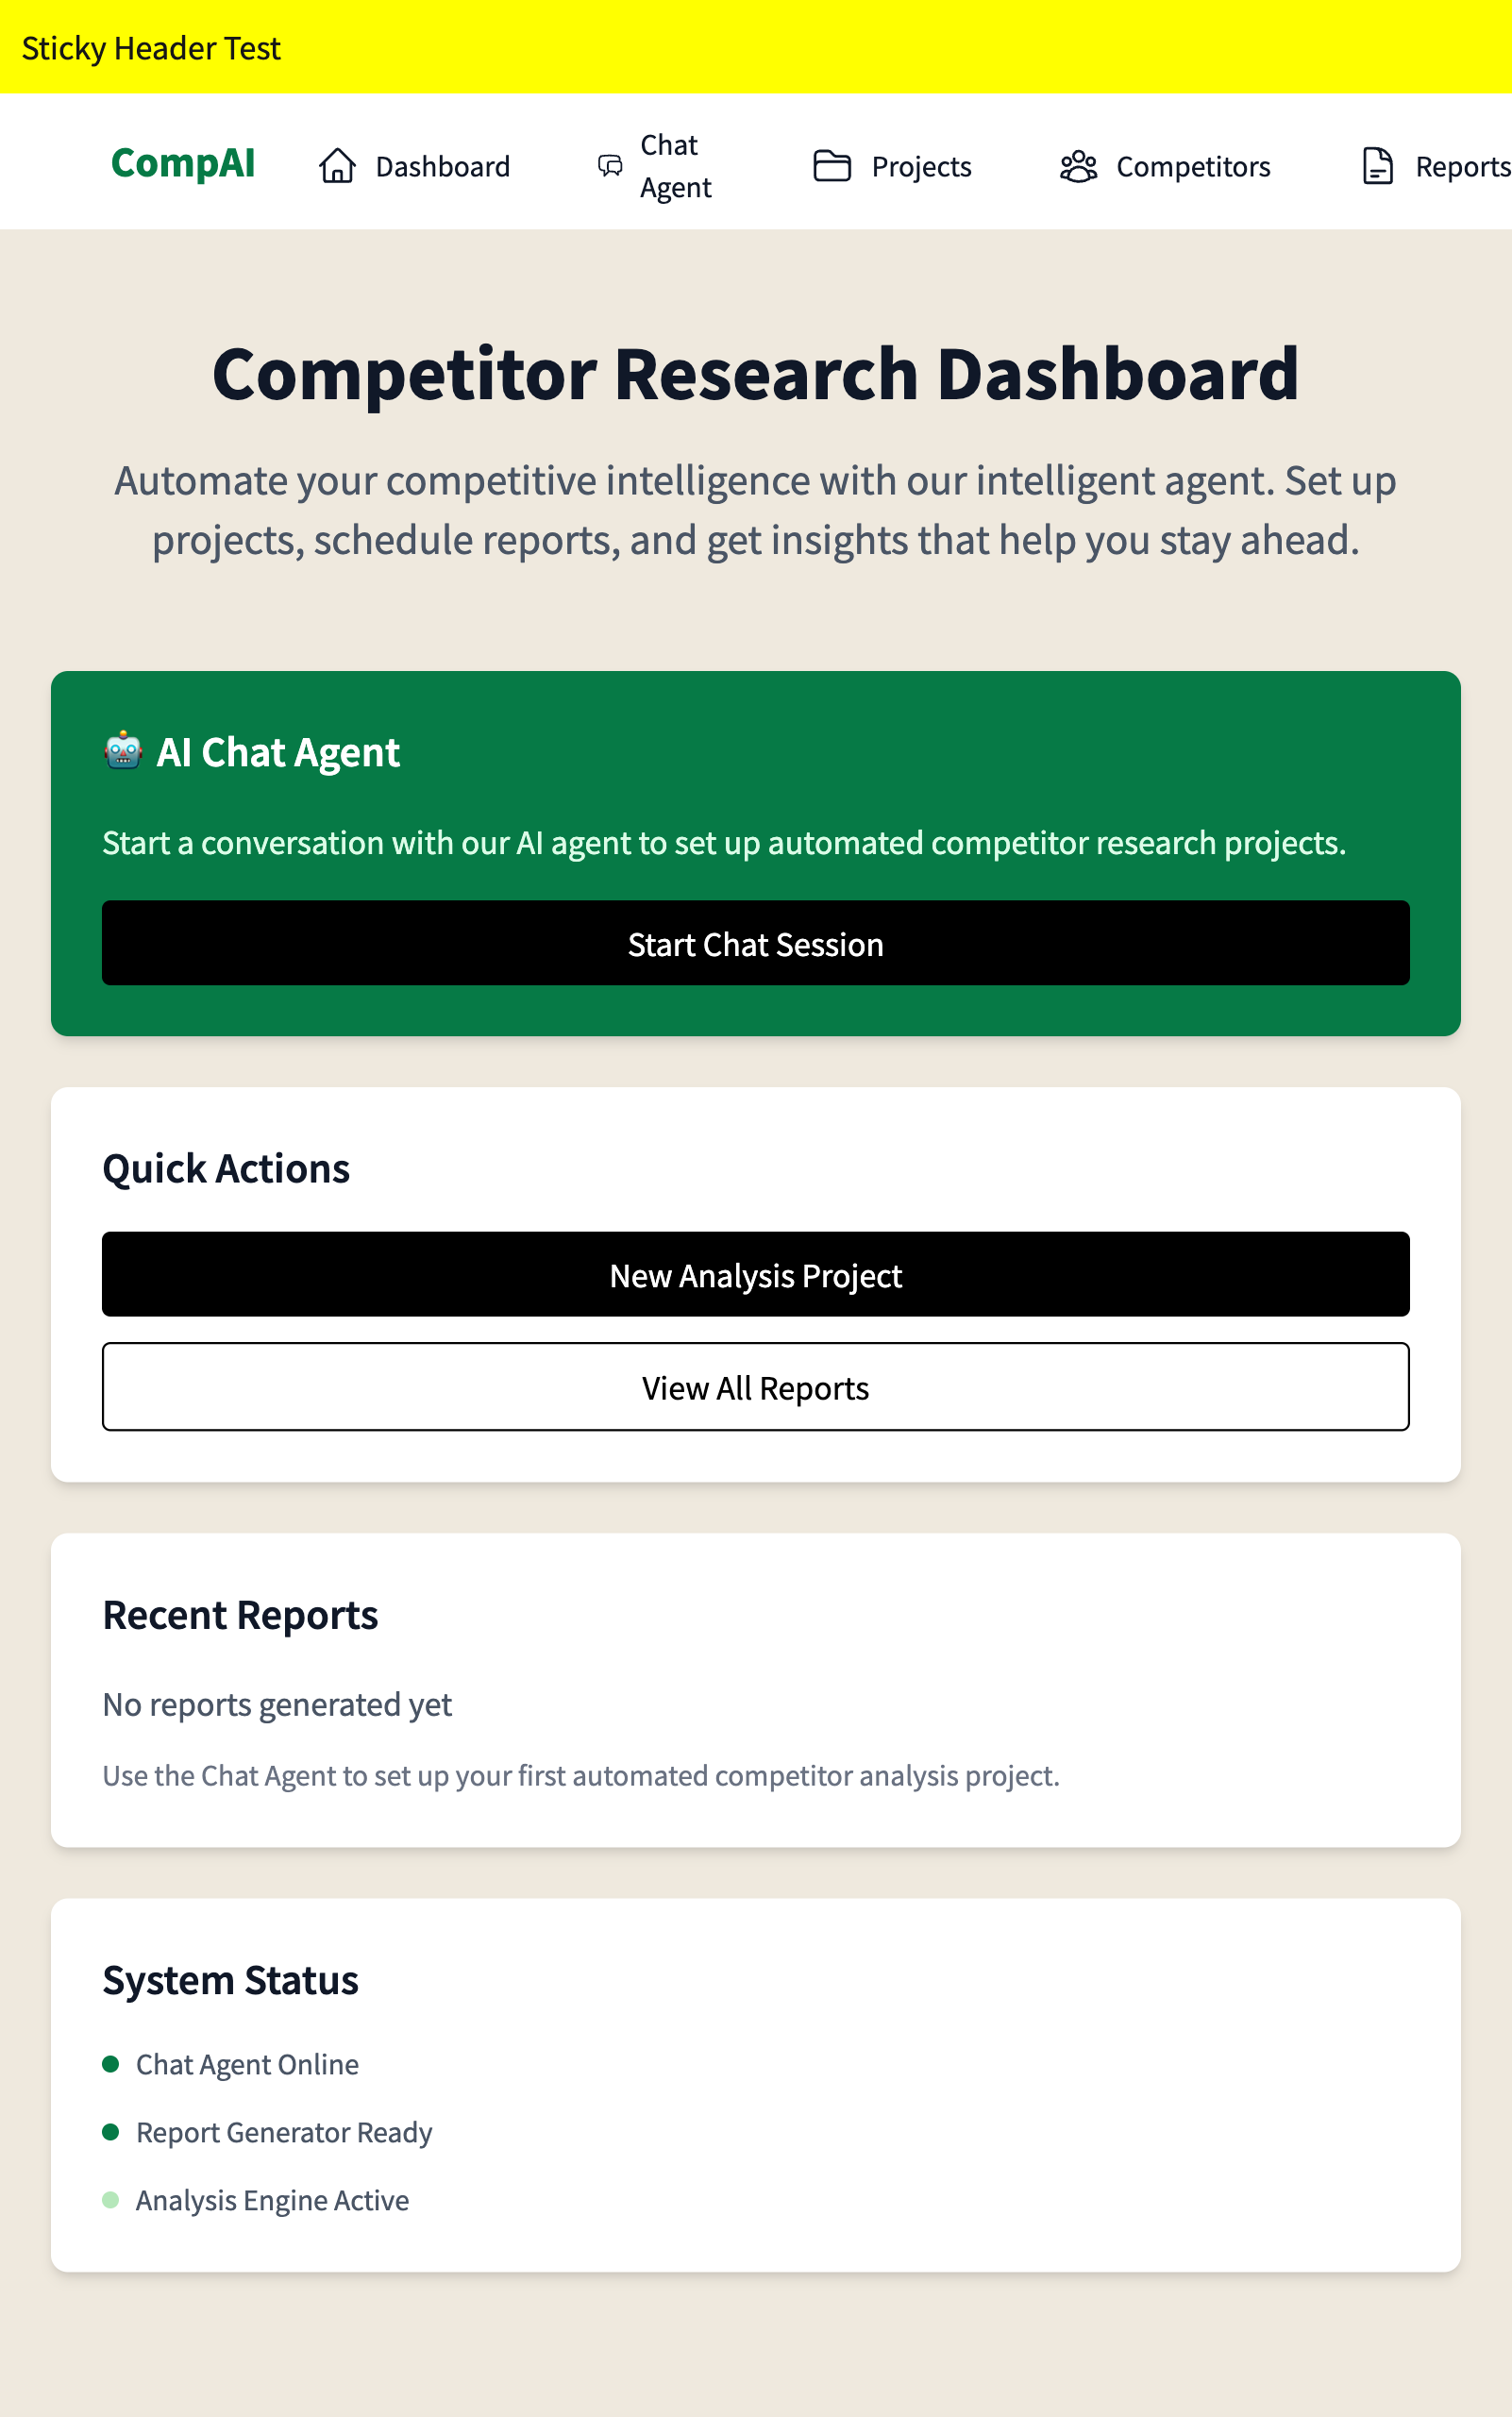 Sticky Header Test
CompAI
Dashboard
Chat
Agent
Projects
Competitors
Reports
Competitor Research Dashboard
Automate your competitive intelligence with our intelligent agent. Set up
projects, schedule reports, and get insights that help you stay ahead.
🤖 AI Chat Agent
Start a conversation with our AI agent to set up automated competitor research projects.
Start Chat Session
Quick Actions
New Analysis Project
View All Reports
Recent Reports
No reports generated yet
Use the Chat Agent to set up your first automated competitor analysis project.
System Status
Chat Agent Online
Report Generator Ready
Analysis Engine Active